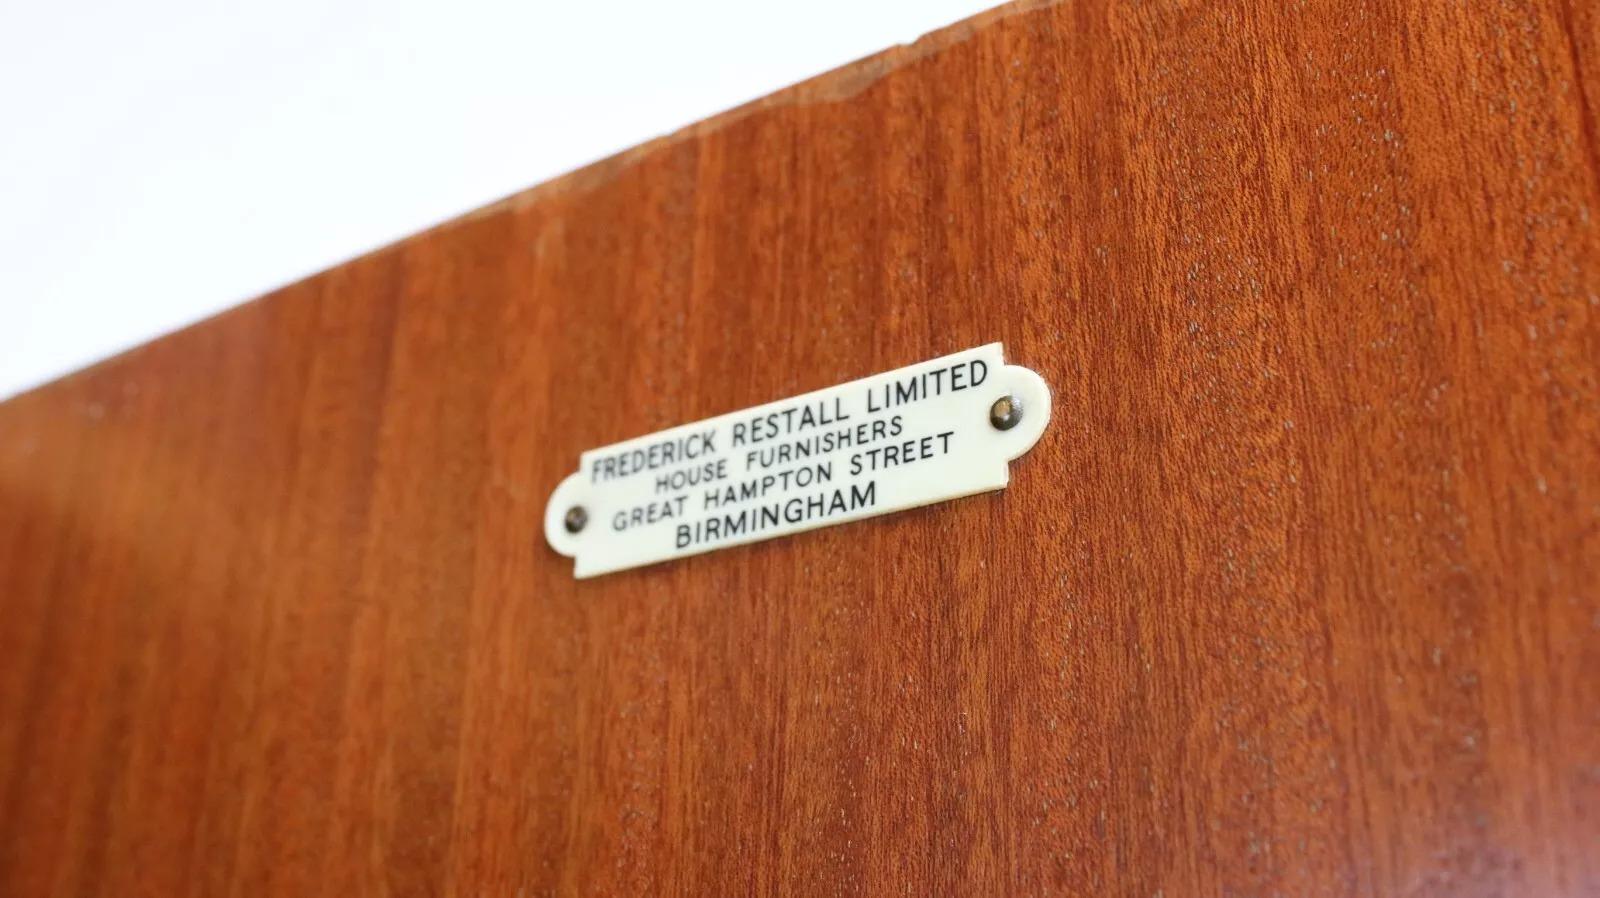 FREDERICK RESTALL LIMITED
HOUSE FURNISHERS
GREAT HAMPTON STREET
BIRMINGHAM